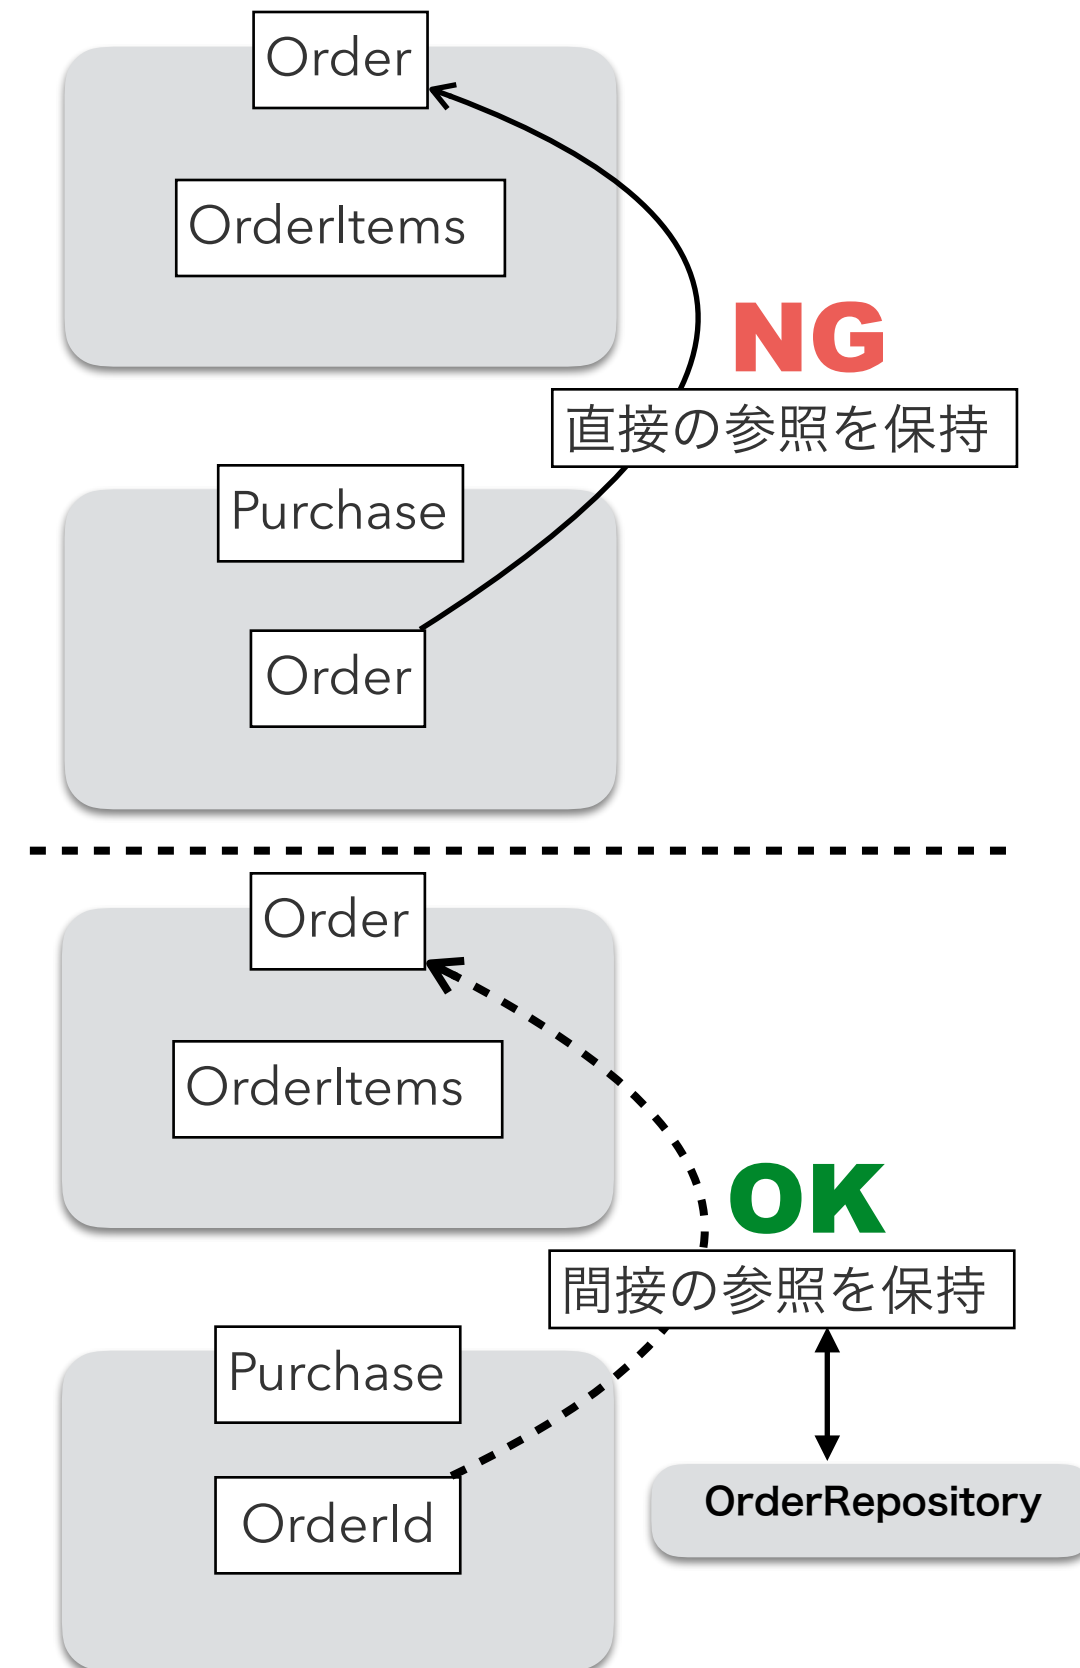 Order
OrderItems
NG
直接の参照を保持
Purchase
Order
Order
OrderItems
OK
間接の参照を保持
Purchase
OrderId
OrderRepository